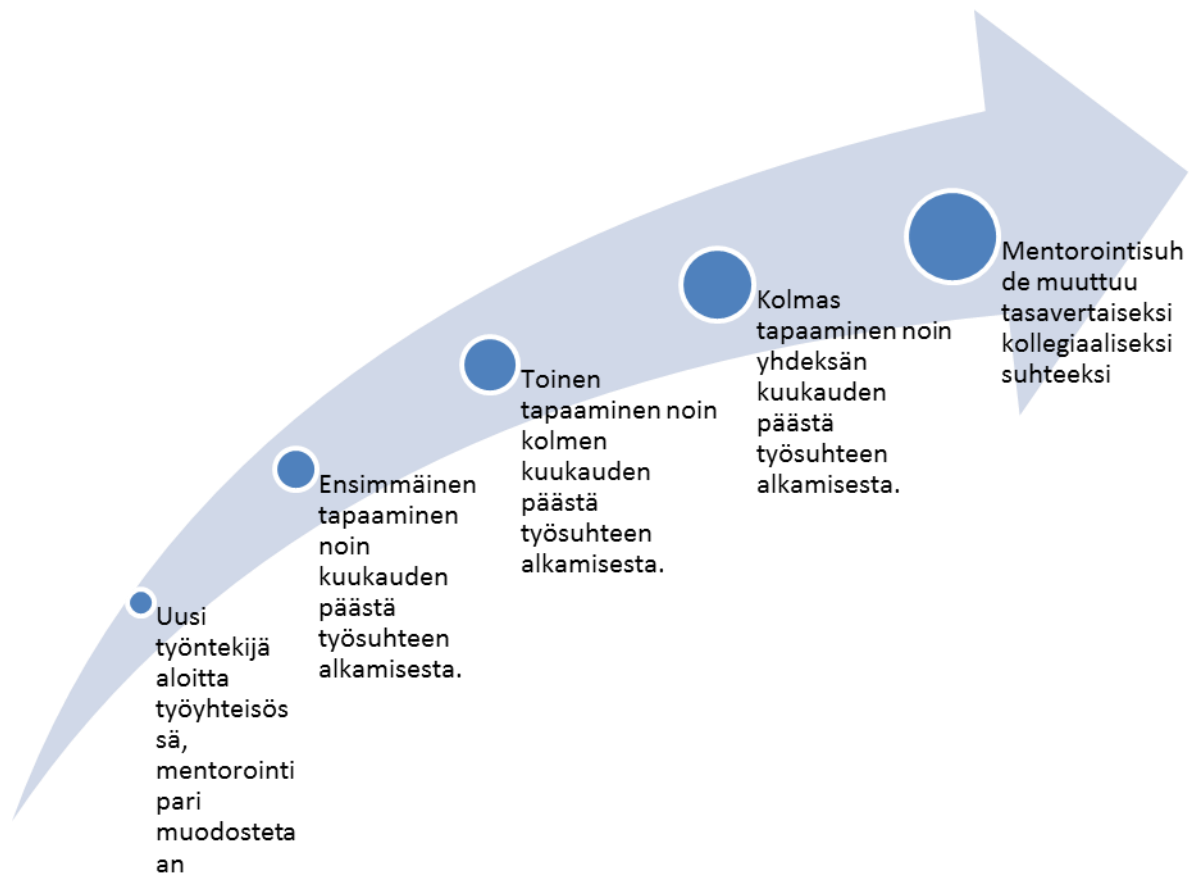 Uusi
työntekijä
aloitta
työyhteisös
sä,
mentorointi
pari
muodosteta
an
Ensimmäinen
tapaaminen
noin
kuukauden
päästä
työsuhteen
alkamisesta.
Toinen
tapaaminen noin
kolmen
kuukauden
päästä
työsuhteen
alkamisesta.
Kolmas
tapaaminen noin
yhdeksän
kuukauden
päästä
työsuhteen
alkamisesta.
Mentorointisuh
de muuttuu
tasavertaiseksi
kollegiaaliseksi
suhteeksi